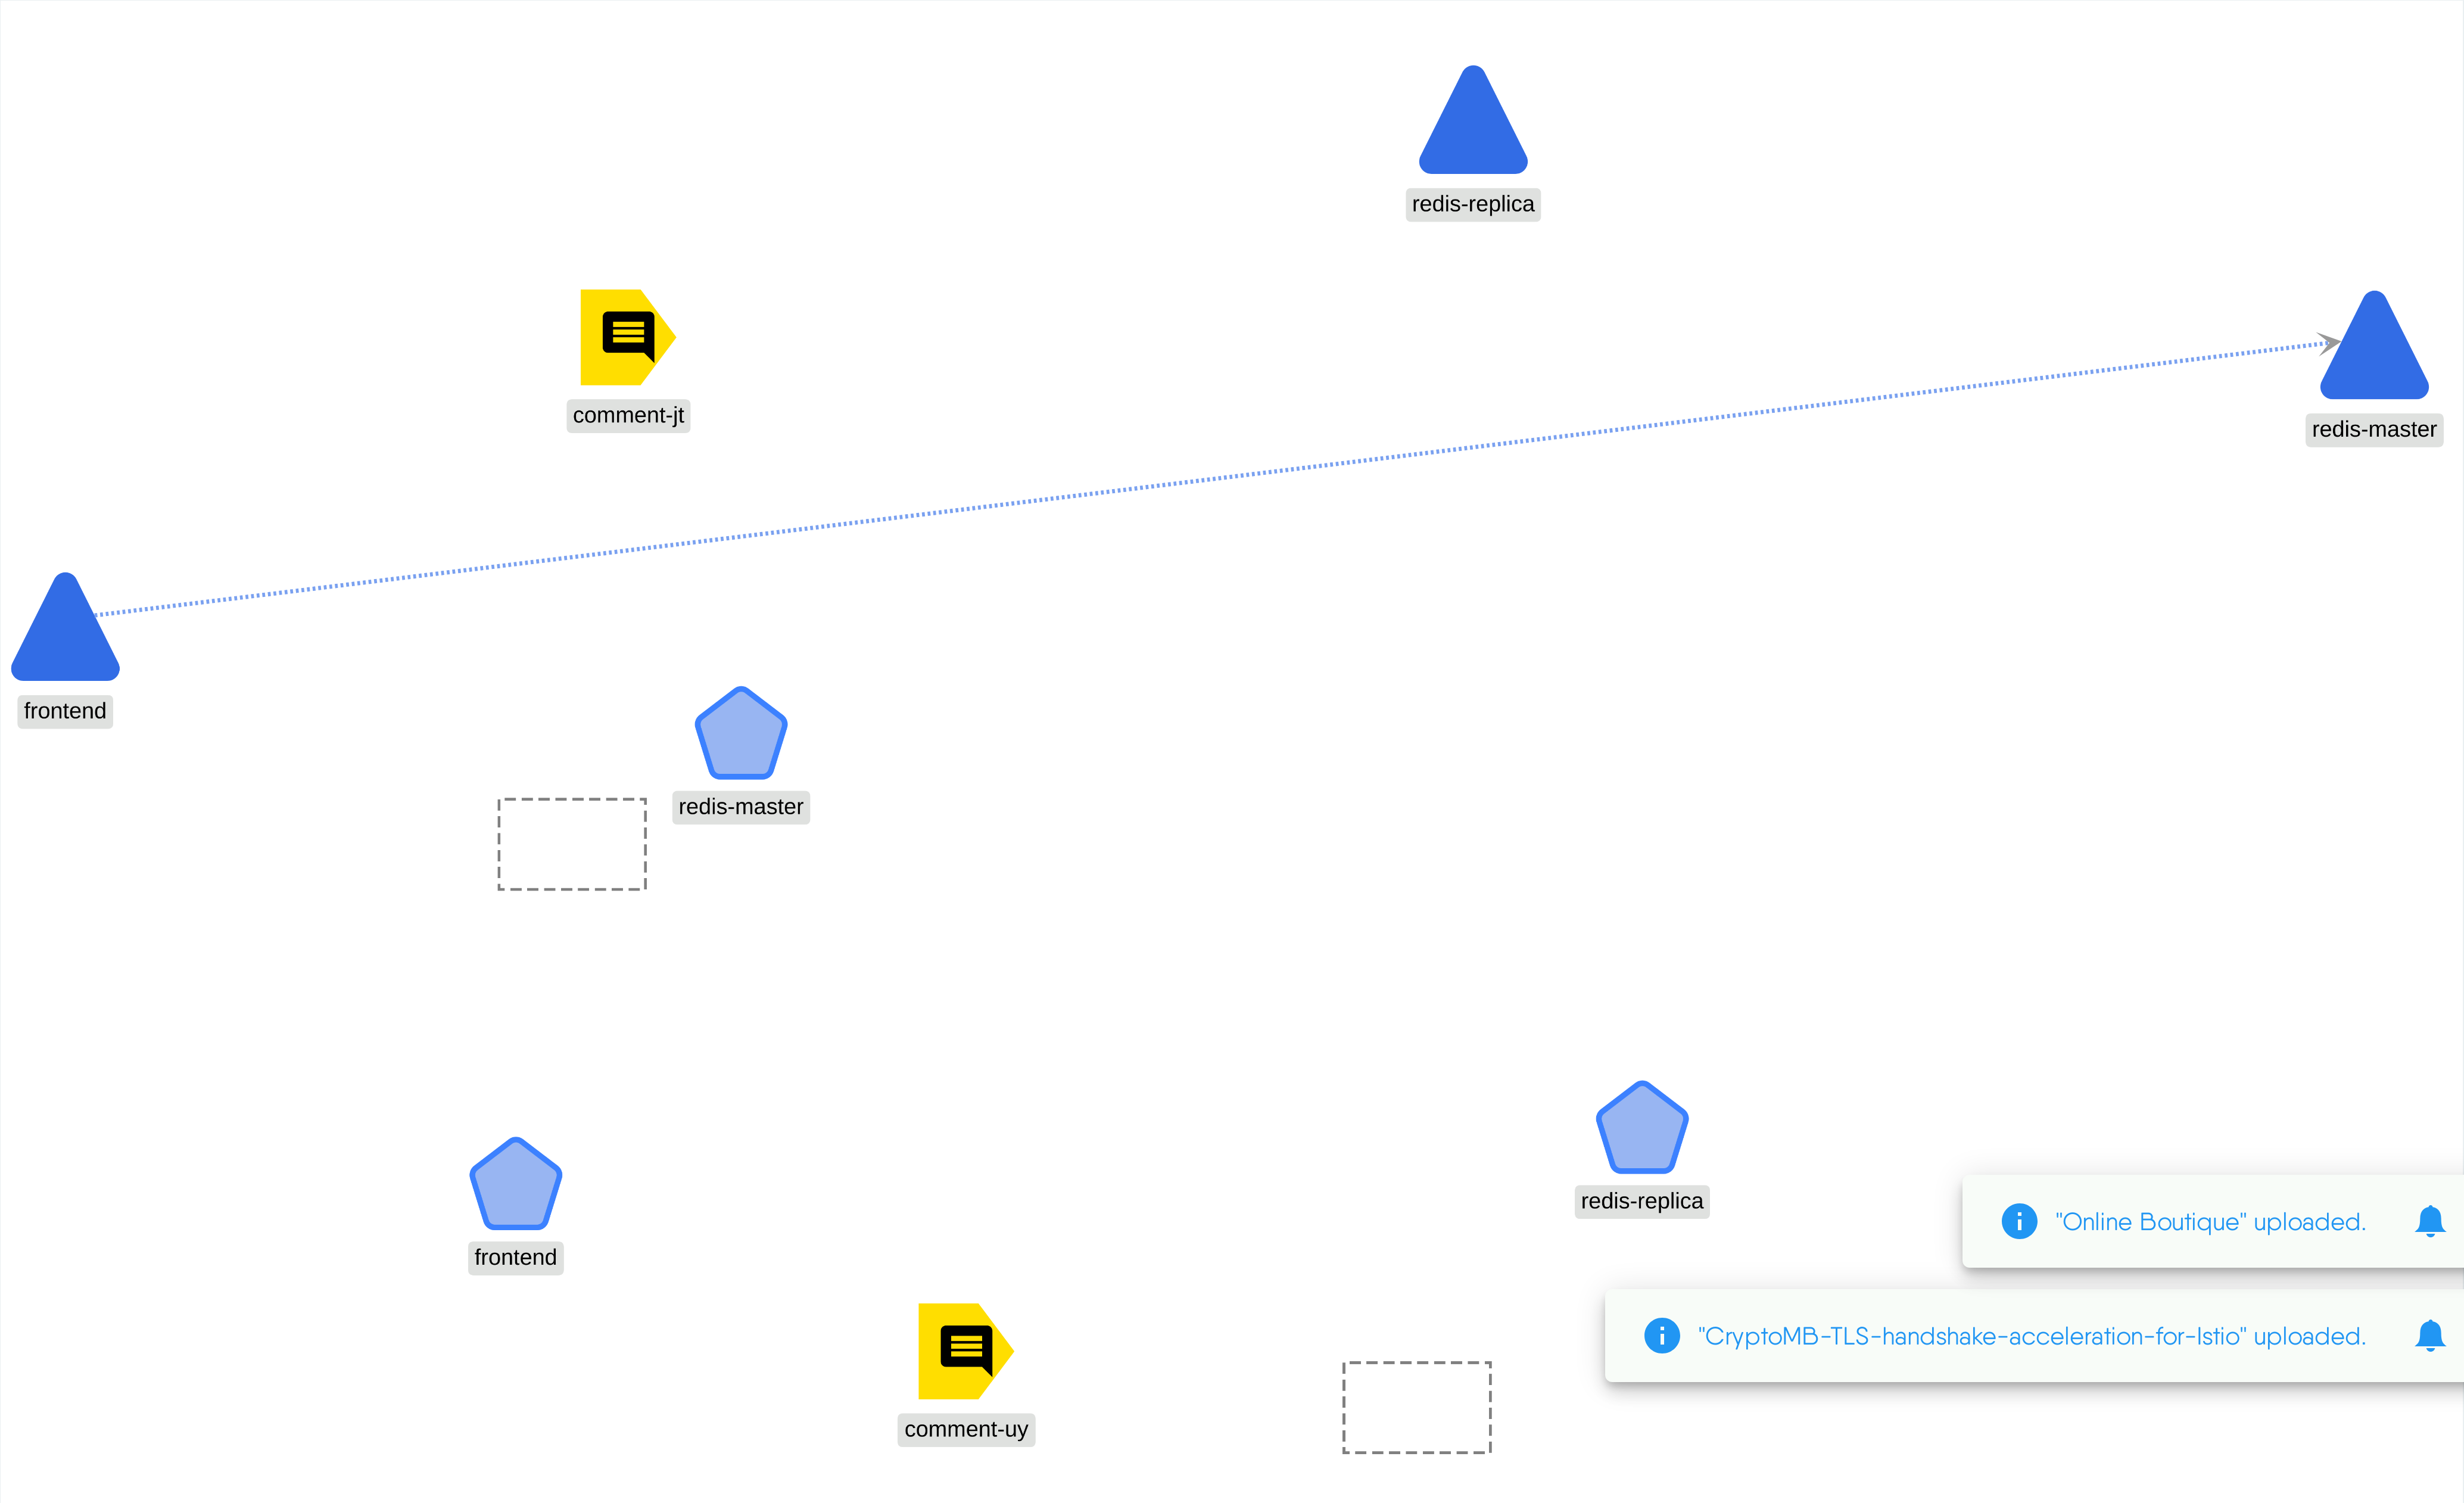 redis-replica
comment-jt
redis-master
frontend
redis-master
redis-replica
frontend
"Online Boutique" uploaded.
"CryptoMB-TLS-handshake-acceleration-for-Istio" uploaded.
comment-uy